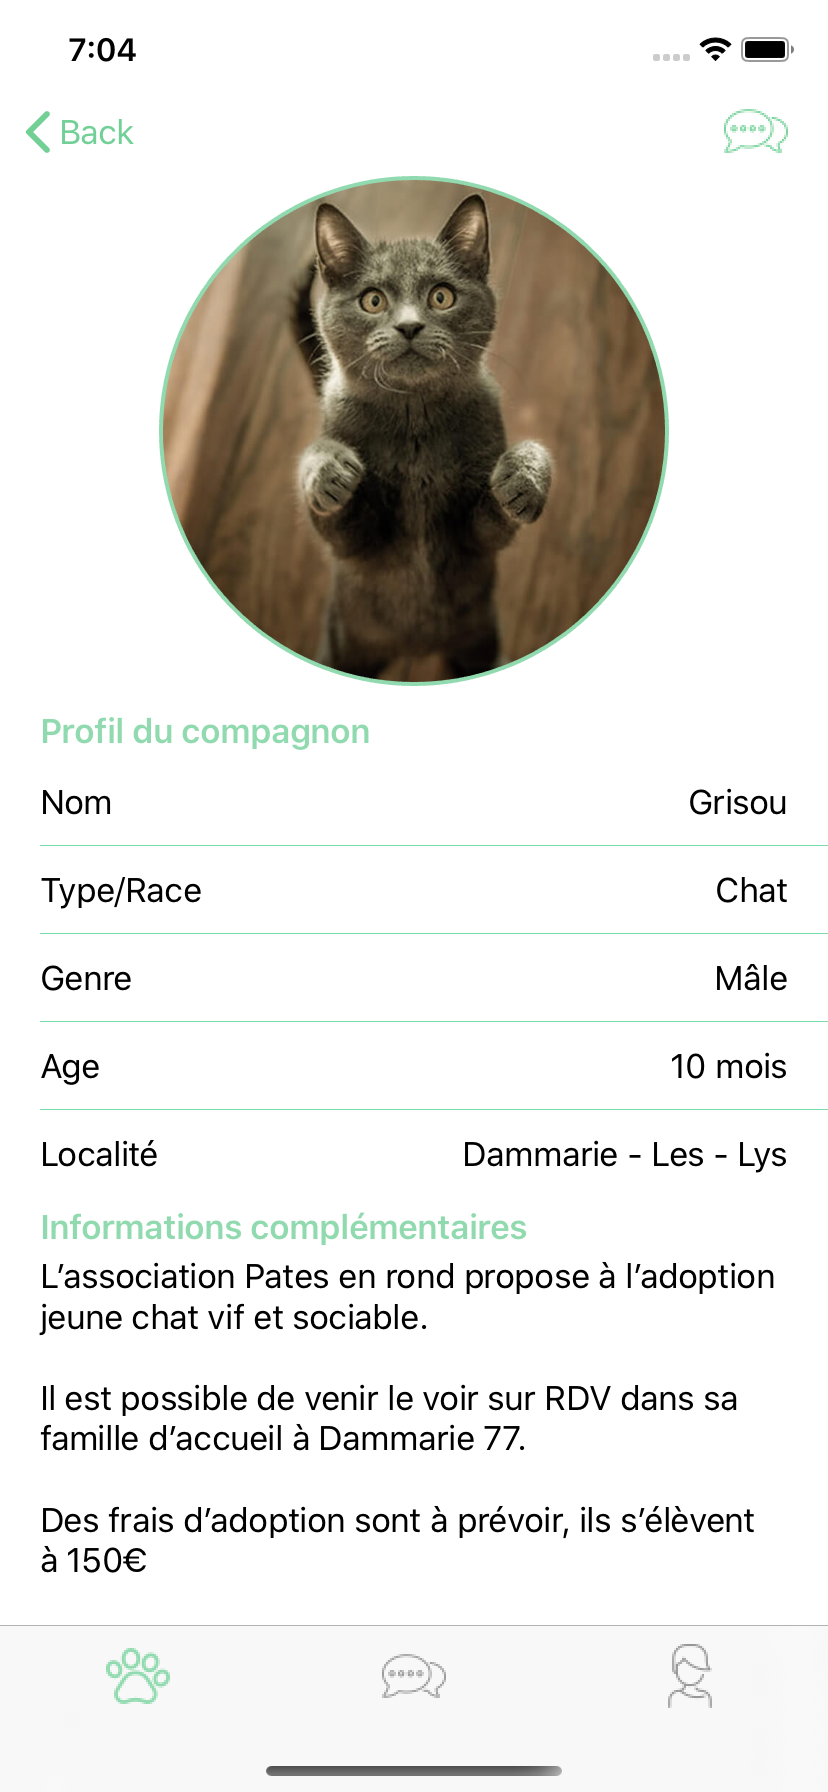 7:04
Back
Profil du compagnon
Nom Grisou
Type/Race Chat
Genre Mâle
Age 10 mois
Localité Dammarie - Les - Lys
Informations complémentaires
L’association Pates en rond propose à l’adoption
jeune chat vif et sociable.
Il est possible de venir le voir sur RDV dans sa
famille d’accueil à Dammarie 77.
Des frais d’adoption sont à prévoir, ils s’élèvent
à 150€